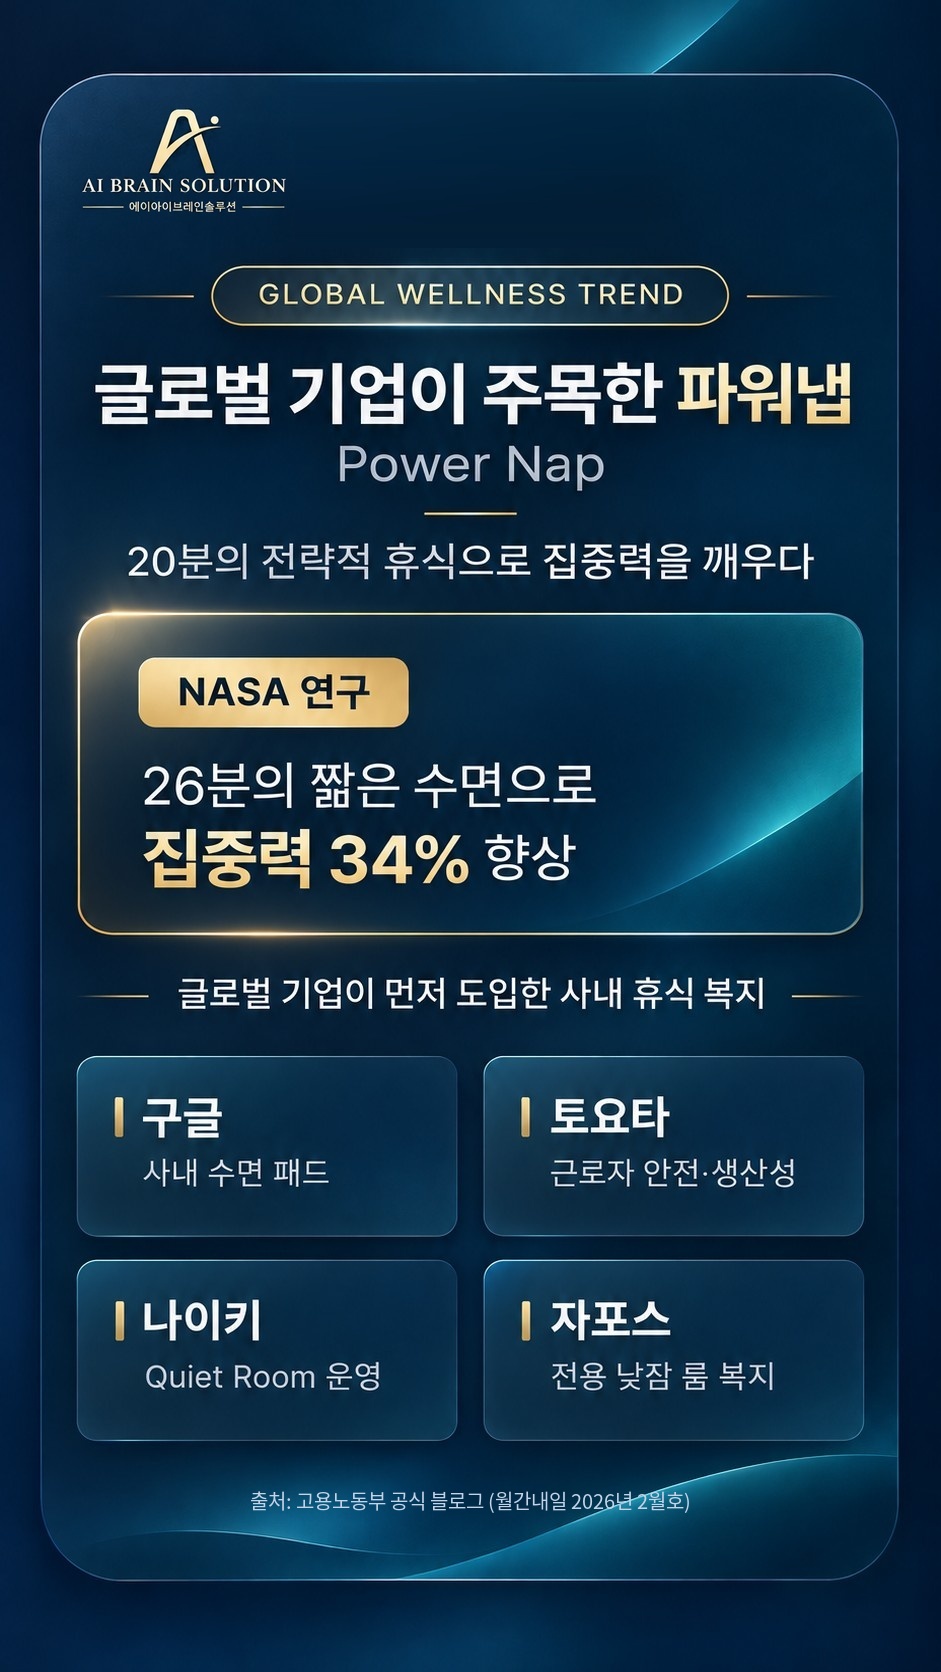 AI BRAIN SOLUTION
에이아이브레인솔루션
GLOBAL WELLNESS TREND
글로벌 기업이 주목한 파워냅
Power Nap
20분의 전략적 휴식으로 집중력을 깨우다
NASA 연구
26분의 짧은 수면으로
집중력 34% 향상
글로벌 기업이 먼저 도입한 사내 휴식 복지
구글
사내 수면 패드
토요타
근로자 안전·생산성
나이키
Quiet Room 운영
자포스
전용 낮잠 룸 복지
출처: 고용노동부 공식 블로그 (월간내일 2026년 2월호)